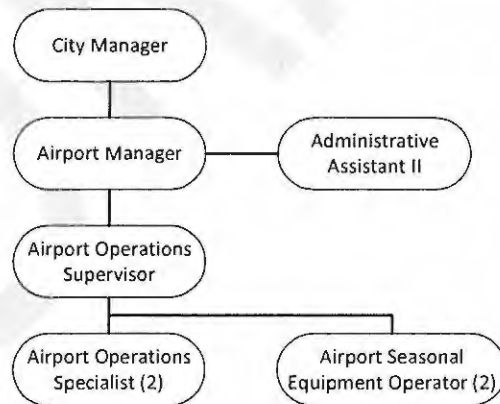 City Manager
Airport Manager
Administrative
Assistant II
Airport Operations
Supervisor
Airport Operations
Specialist (2)
Airport Seasonal
Equipment Operator (2)